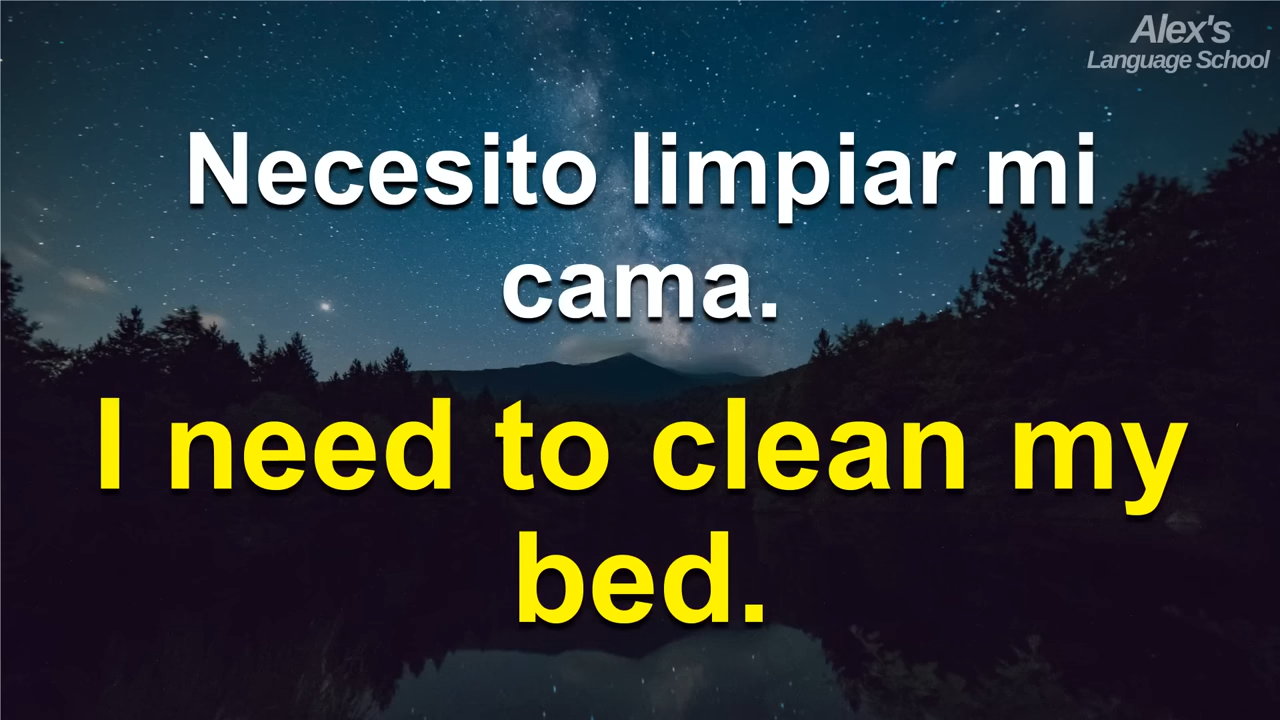 Alex's
Language School
Necesito limpiar mi
cama.
I need to clean my
bed.